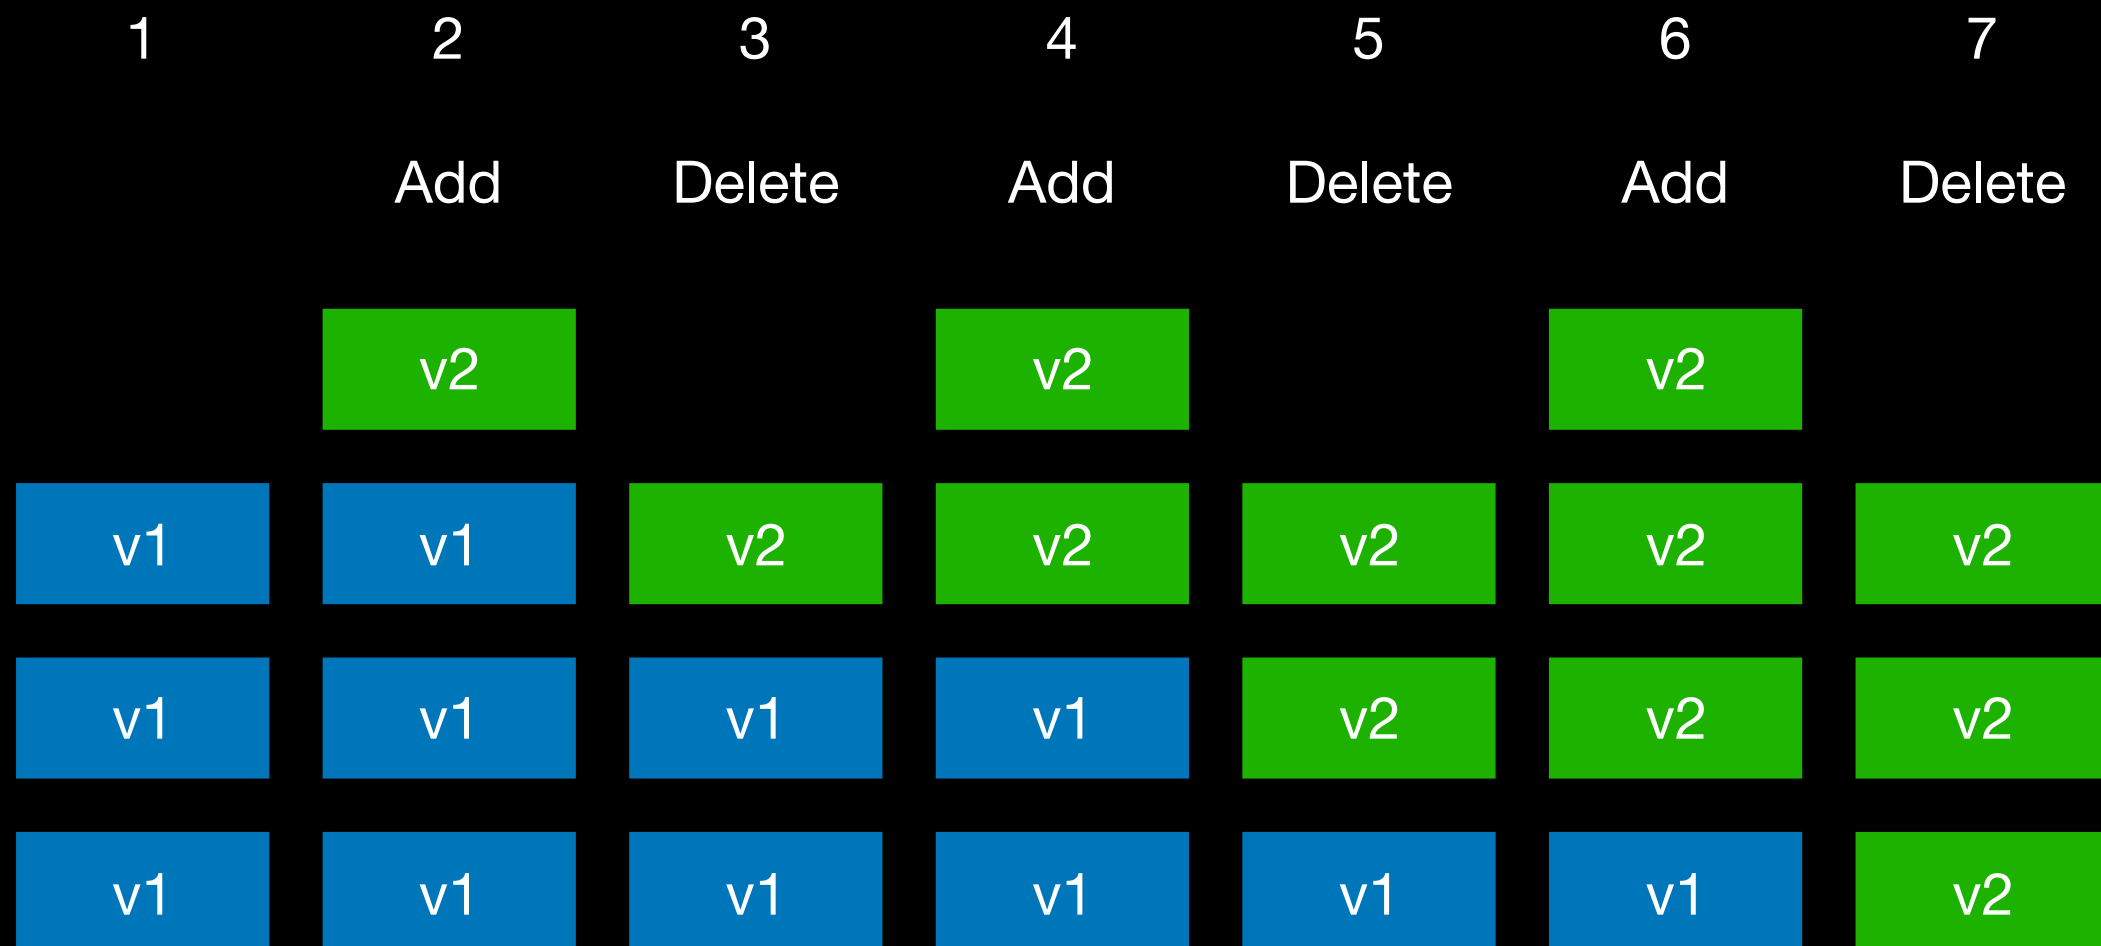 1 2 3 4 5 6 7
Add Delete Add Delete Add Delete
v2 v2 v2
v1 v1 v2 v2 v2 v2 v2
v1 v1 v1 v1 v2 v2 v2
v1 v1 v1 v1 v1 v1 v2